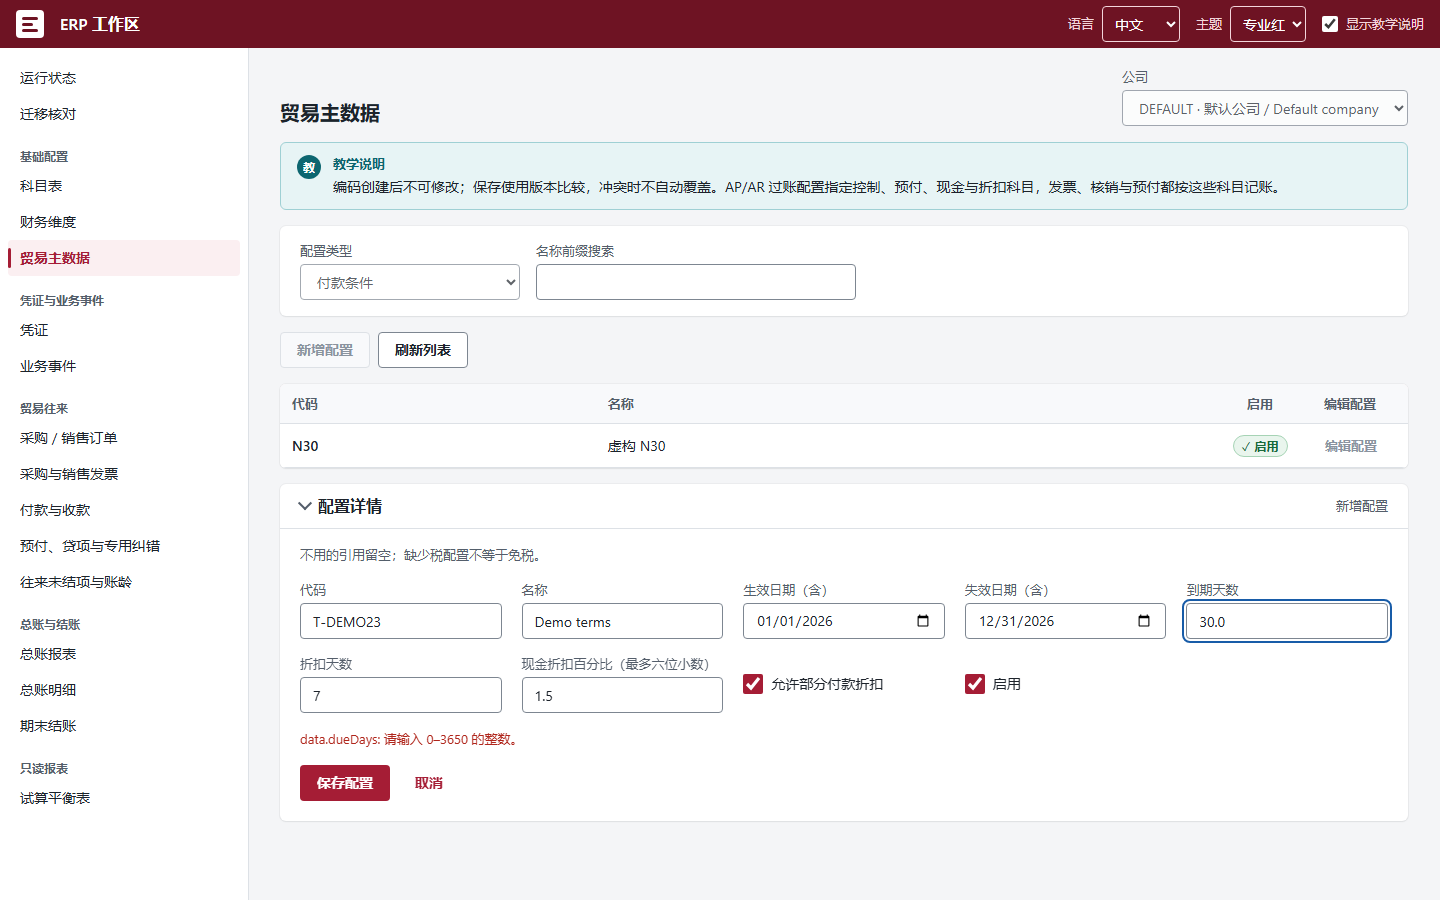 ERP 工作区
语言 中文 主题 专业红 显示教学说明
运行状态
迁移核对
基础配置
科目表
财务维度
贸易主数据
凭证与业务事件
凭证
业务事件
贸易往来
采购 / 销售订单
采购与销售发票
付款与收款
预付、贷项与专用纠错
往来未结项与账龄
总账与结账
总账报表
总账明细
期末结账
只读报表
试算平衡表
贸易主数据
公司
DEFAULT · 默认公司 / Default company
教 教学说明
编码创建后不可修改；保存使用版本比较，冲突时不自动覆盖。AP/AR 过账配置指定控制、预付、现金与折扣科目，发票、核销与预付都按这些科目记账。
配置类型 名称前缀搜索
付款条件
新增配置 刷新列表
代码 名称 启用 编辑配置
N30 虚构 N30 ✓ 启用 编辑配置
配置详情 新增配置
不用的引用留空；缺少税配置不等于免税。
代码 名称 生效日期（含） 失效日期（含） 到期天数
T-DEMO23 Demo terms 01/01/2026 12/31/2026 30.0
折扣天数 现金折扣百分比（最多六位小数）
7 1.5 允许部分付款折扣 启用
data.dueDays: 请输入 0–3650 的整数。
保存配置 取消